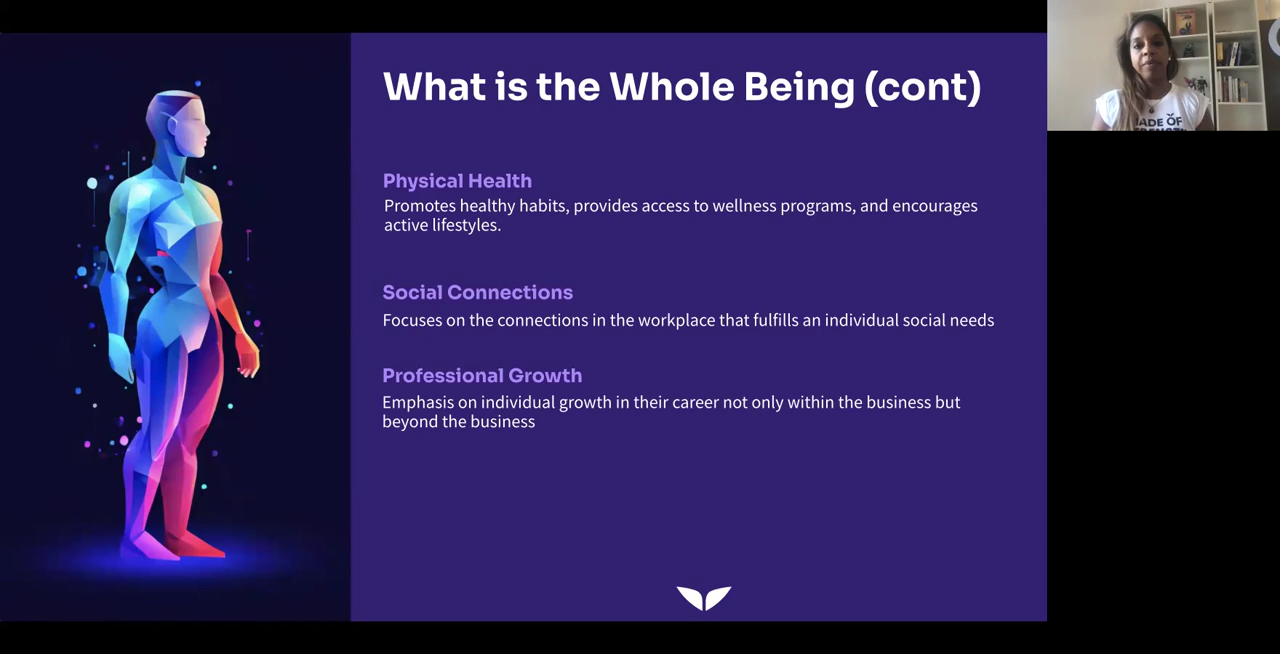 What is the Whole Being (cont)
Physical Health
Promotes healthy habits, provides access to wellness programs, and encourages
active lifestyles.
Social Connections
Focuses on the connections in the workplace that fulfills an individual social needs
Professional Growth
Emphasis on individual growth in their career not only within the business but
beyond the business